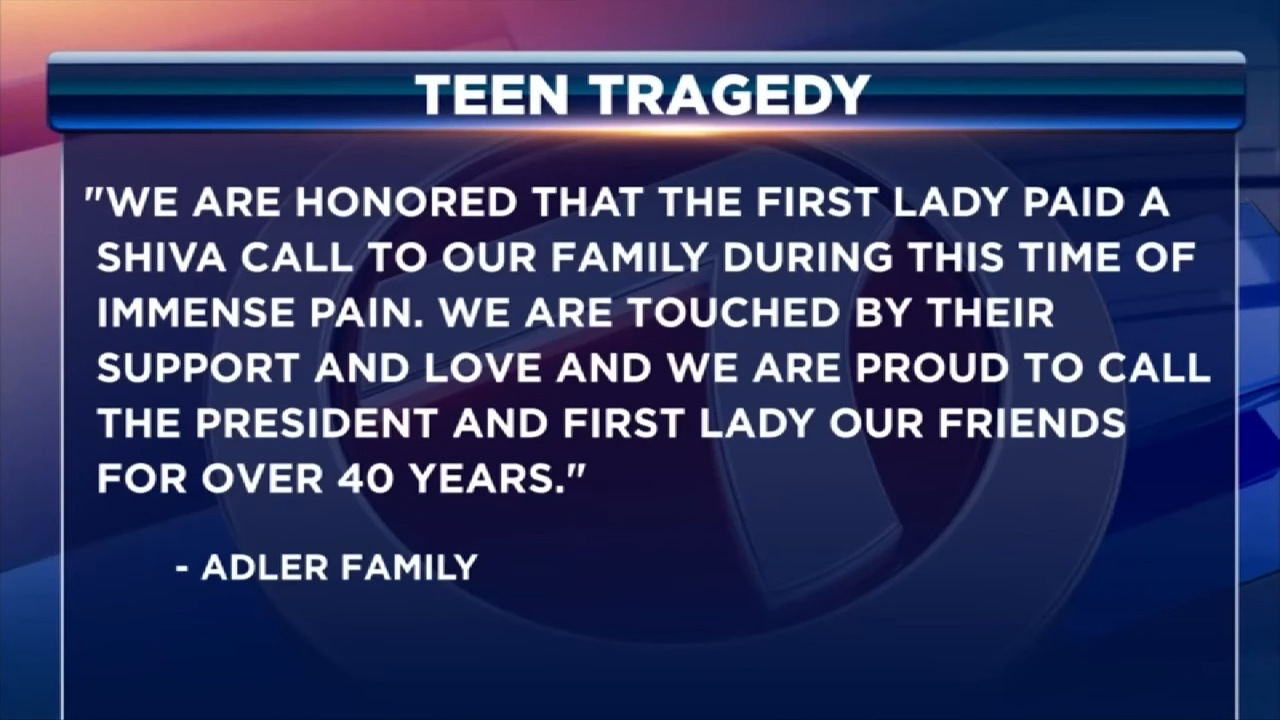 TEEN TRAGEDY
"WE ARE HONORED THAT THE FIRST LADY PAID A
SHIVA CALL TO OUR FAMILY DURING THIS TIME OF
IMMENSE PAIN. WE ARE TOUCHED BY THEIR
SUPPORT AND LOVE AND WE ARE PROUD TO CALL
THE PRESIDENT AND FIRST LADY OUR FRIENDS
FOR OVER 40 YEARS."
- ADLER FAMILY